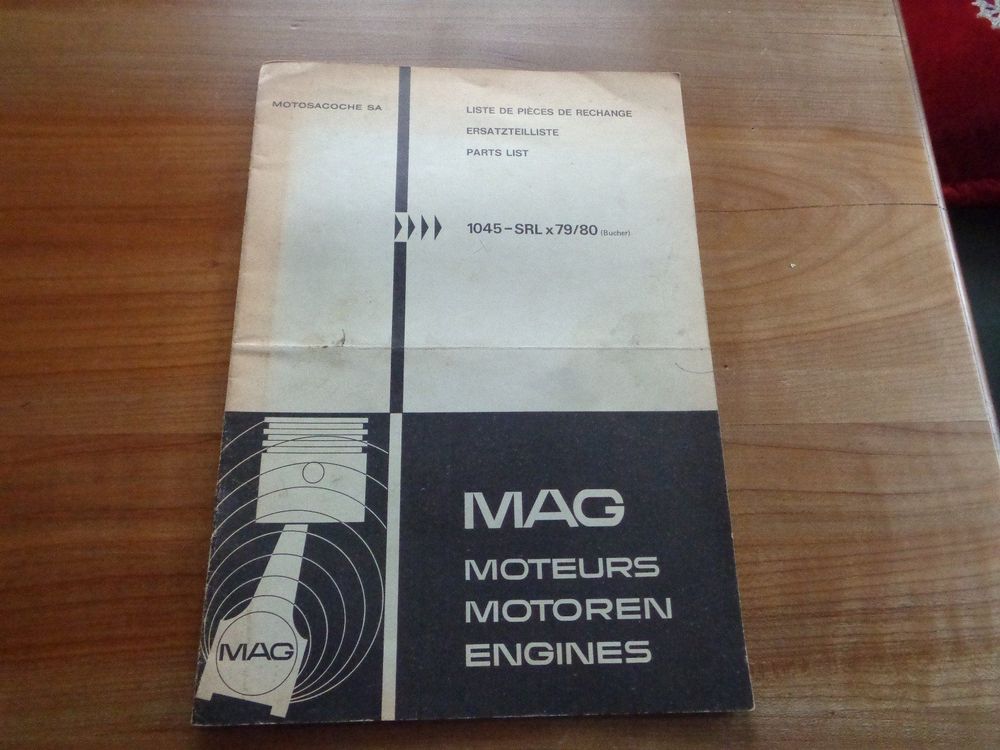 MOTOSACOCHE SA
LISTE DE PIÈCES DE RECHANGE
ERSATZTEILLISTE
PARTS LIST
1045-SRL x 79/80 (Bucher)
MAG
MOTEURS
MOTOREN
ENGINES
MAG